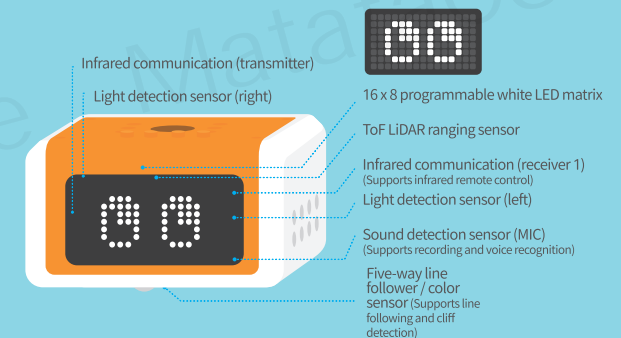 Matatalab
e
Infrared communication (transmitter)
Light detection sensor (right)
16 x 8 programmable white LED matrix
ToF LiDAR ranging sensor
Infrared communication (receiver 1)
(Supports infrared remote control)
Light detection sensor (left)
Sound detection sensor (MIC)
(Supports recording and voice recognition)
Five-way line
follower / color
sensor (Supports line
following and cliff
detection)